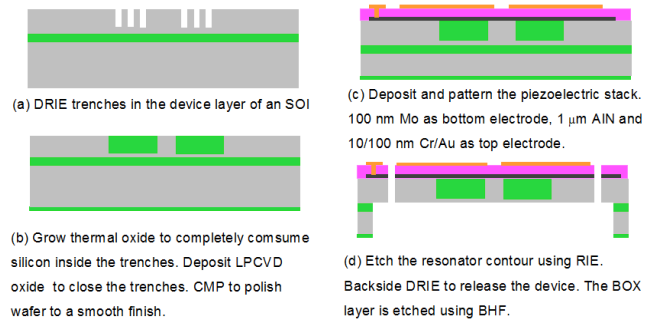 (a) DRIE trenches in the device layer of an SOI
(b) Grow thermal oxide to completely comsume
silicon inside the trenches. Deposit LPCVD
oxide to close the trenches. CMP to polish
wafer to a smooth finish.
(c) Deposit and pattern the piezoelectric stack.
100 nm Mo as bottom electrode, 1 μm AlN and
10/100 nm Cr/Au as top electrode.
(d) Etch the resonator contour using RIE.
Backside DRIE to release the device. The BOX
layer is etched using BHF.